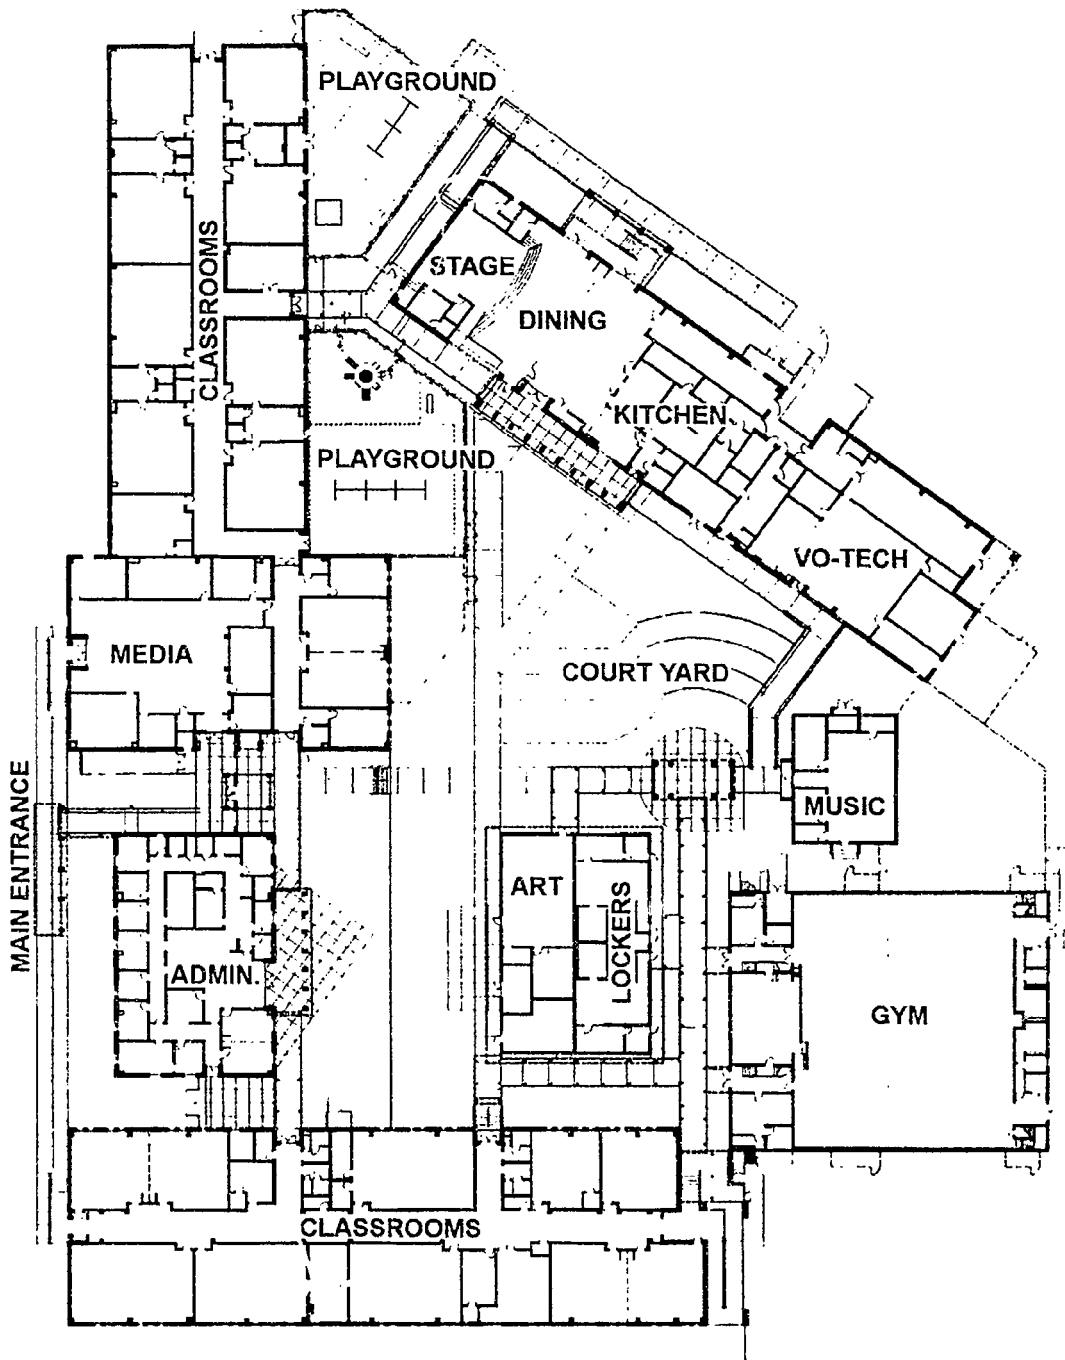 PLAYGROUND
CLASSROOMS
STAGE
DINING
KITCHEN
PLAYGROUND
VO-TECH
MEDIA
COURT YARD
MAIN ENTRANCE
MUSIC
ART
LOCKERS
ADMIN.
GYM
CLASSROOMS